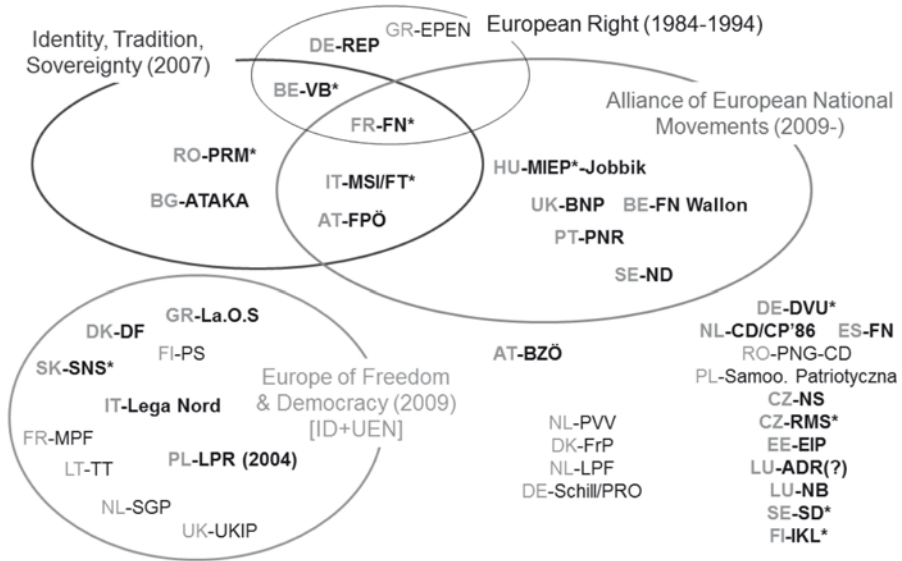 European Right (1984-1994)
GR-EPEN
DE-REP
Identity, Tradition,
Sovereignty (2007)
BE-VB*
Alliance of European National
Movements (2009-)
FR-FN*
RO-PRM*
HU-MIEP*-Jobbik
IT-MSI/FT*
BG-ATAKA
UK-BNP BE-FN Wallon
AT-FPÖ
PT-PNR
SE-ND
GR-La.O.S
DK-DF
FI-PS
SK-SNS*
Europe of Freedom
& Democracy (2009)
[ID+UEN]
IT-Lega Nord
FR-MPF
PL-LPR (2004)
LT-TT
NL-SGP
UK-UKIP
AT-BZÖ
NL-PVV
DK-FrP
NL-LPF
DE-Schill/PRO
DE-DVU*
NL-CD/CP'86 ES-FN
RO-PNG-CD
PL-Samoo. Patriotyczna
CZ-NS
CZ-RMS*
EE-EIP
LU-ADR(?)
LU-NB
SE-SD*
FI-IKL*